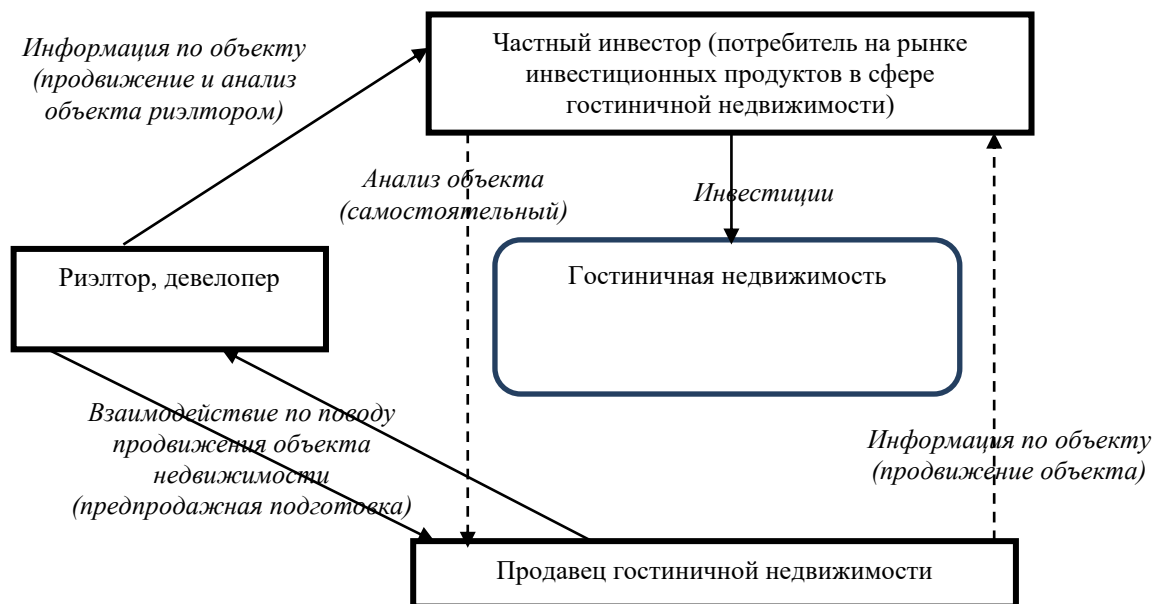 Информация по объекту
(продвижение и анализ
объекта риэлтором)
Частный инвестор (потребитель на рынке
инвестиционных продуктов в сфере
гостиничной недвижимости)
Анализ объекта
(самостоятельный)
Инвестиции
Риэлтор, девелопер
Гостиничная недвижимость
Взаимодействие по поводу
продвижения объекта
недвижимости
(предпродажная подготовка)
Информация по объекту
(продвижение объекта)
Продавец гостиничной недвижимости